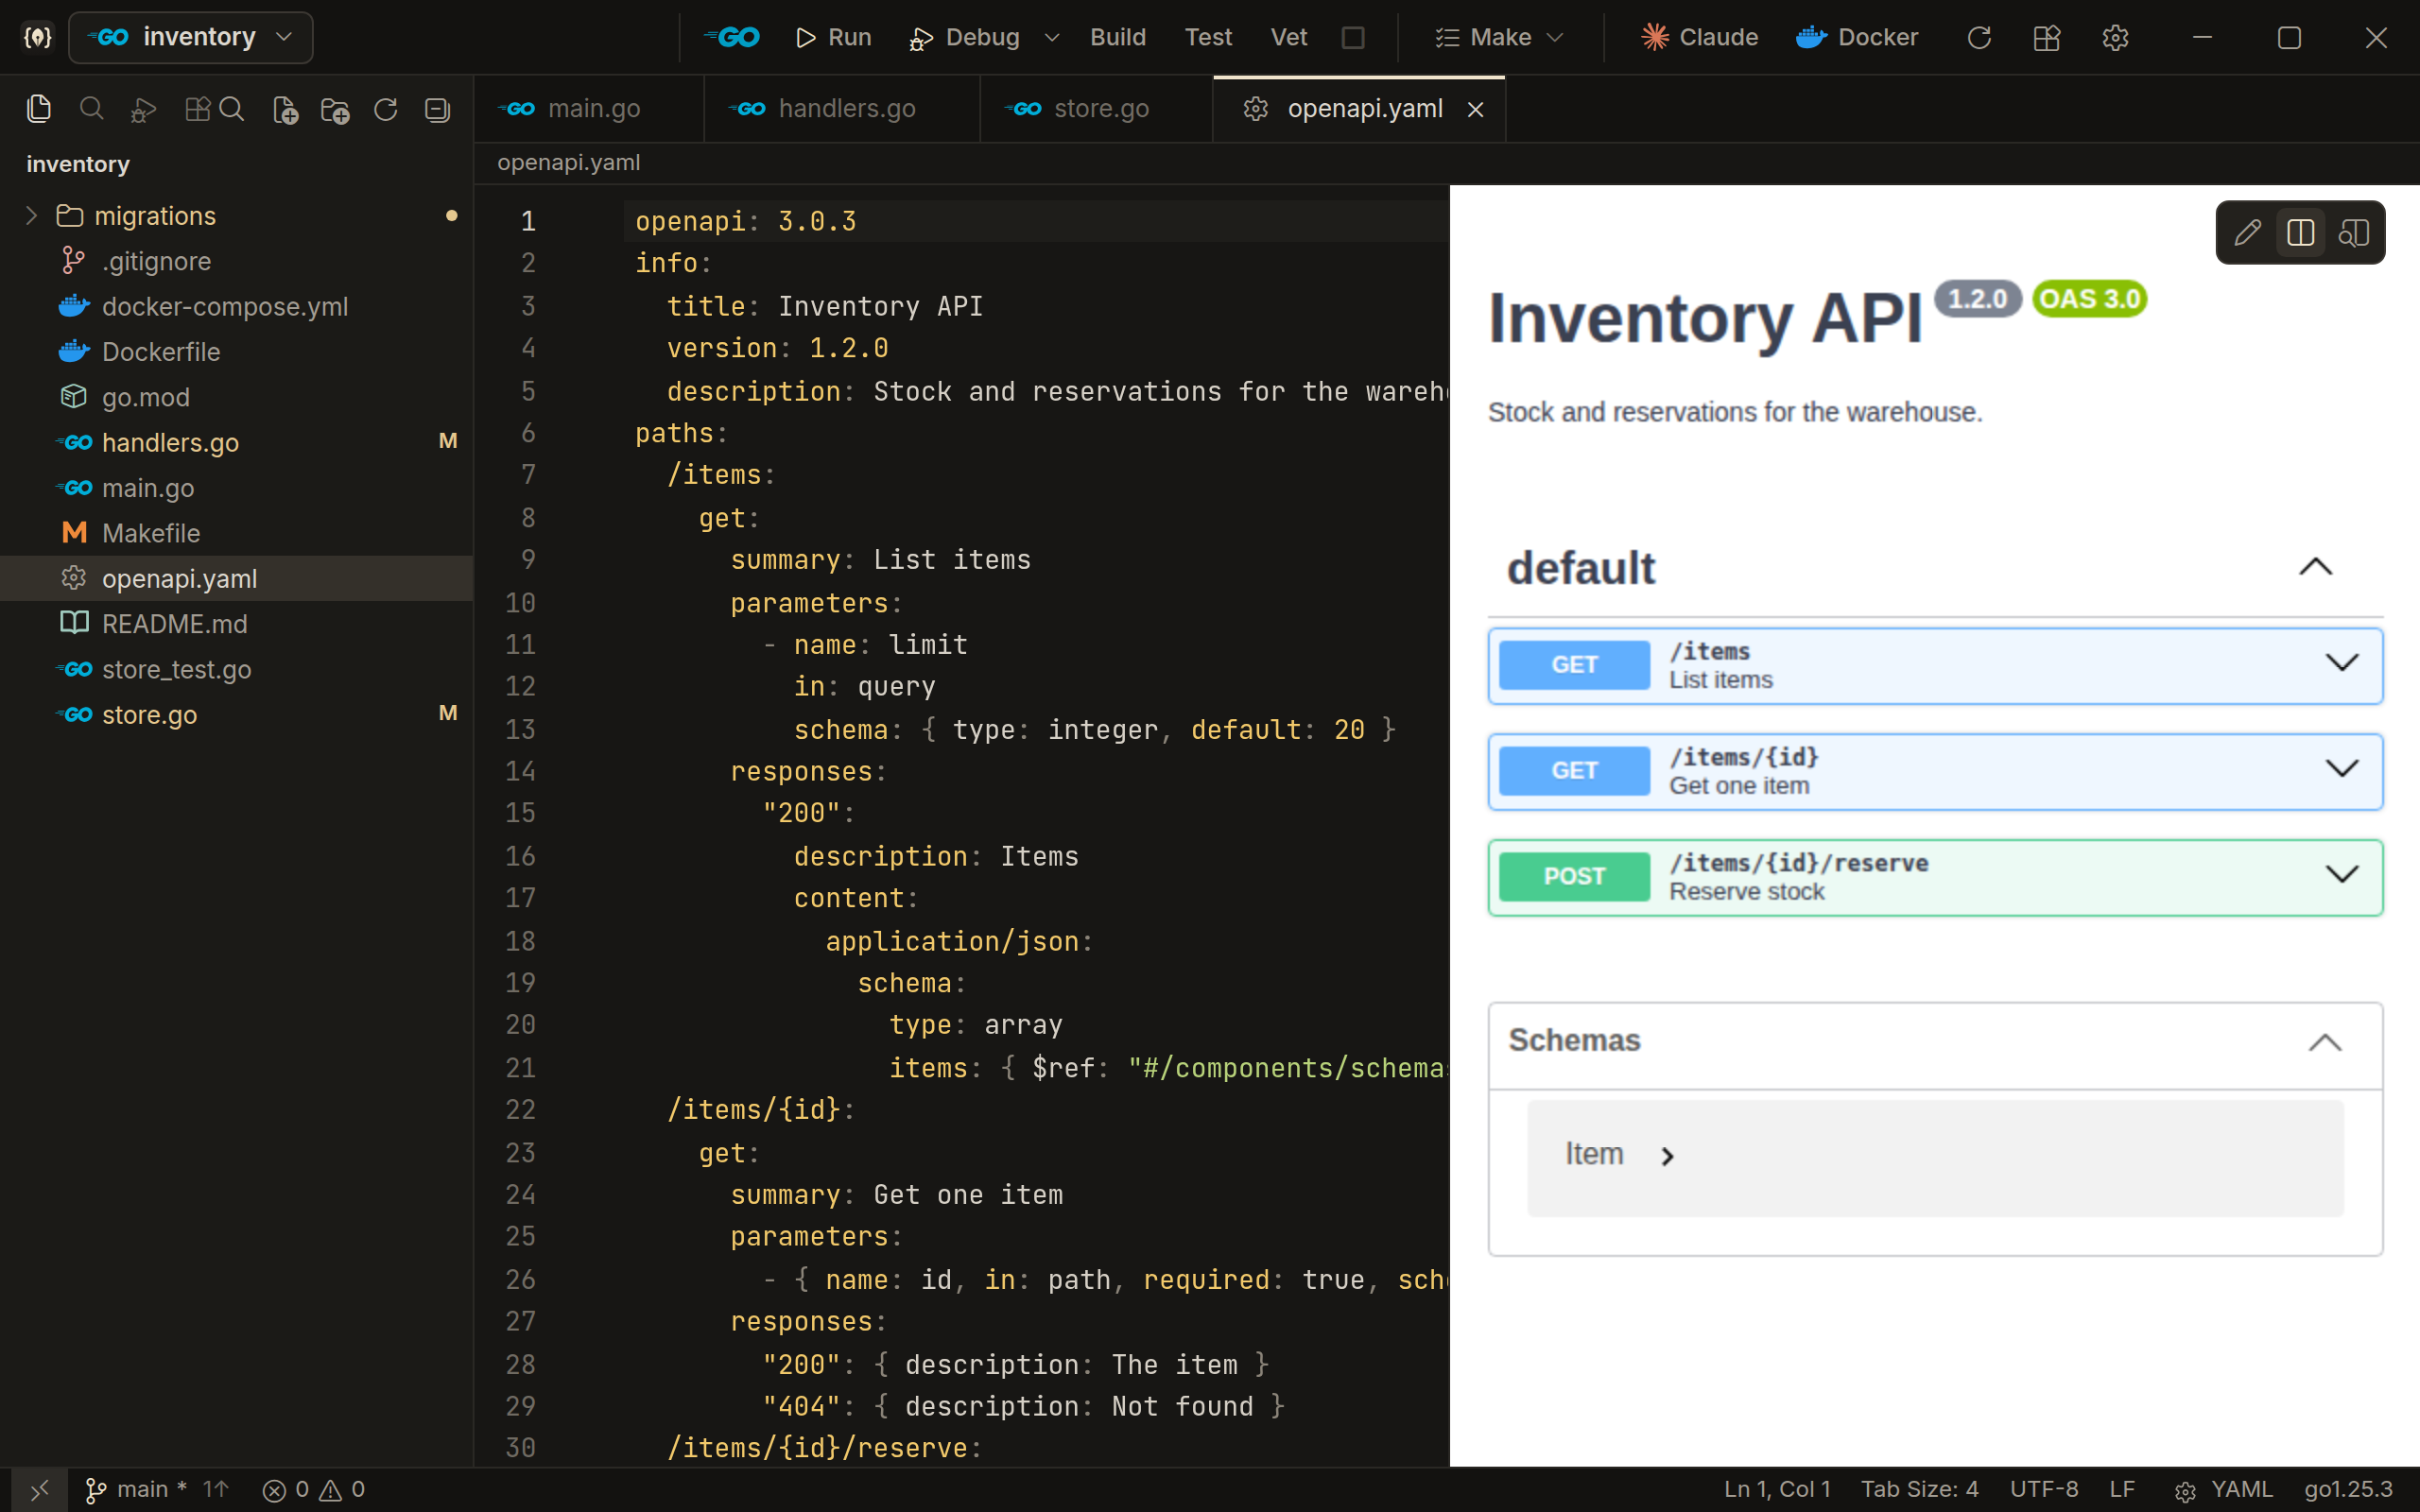 inventory
GO Run Debug Build Test Vet Make Claude Docker
main.go handlers.go store.go openapi.yaml
inventory
migrations
.gitignore
docker-compose.yml
Dockerfile
go.mod
handlers.go M
main.go
Makefile
openapi.yaml
README.md
store_test.go
store.go M
openapi.yaml
1 openapi: 3.0.3
2 info:
3 title: Inventory API
4 version: 1.2.0
5 description: Stock and reservations for the wareh
6 paths:
7 /items:
8 get:
9 summary: List items
10 parameters:
11 - name: limit
12 in: query
13 schema: { type: integer, default: 20 }
14 responses:
15 "200":
16 description: Items
17 content:
18 application/json:
19 schema:
20 type: array
21 items: { $ref: "#/components/schema
22 /items/{id}:
23 get:
24 summary: Get one item
25 parameters:
26 - { name: id, in: path, required: true, sch
27 responses:
28 "200": { description: The item }
29 "404": { description: Not found }
30 /items/{id}/reserve:
Inventory API 1.2.0 OAS 3.0
Stock and reservations for the warehouse.
default
GET /items
List items
GET /items/{id}
Get one item
POST /items/{id}/reserve
Reserve stock
Schemas
Item
main * 1↑ 0 0
Ln 1, Col 1 Tab Size: 4 UTF-8 LF YAML go1.25.3